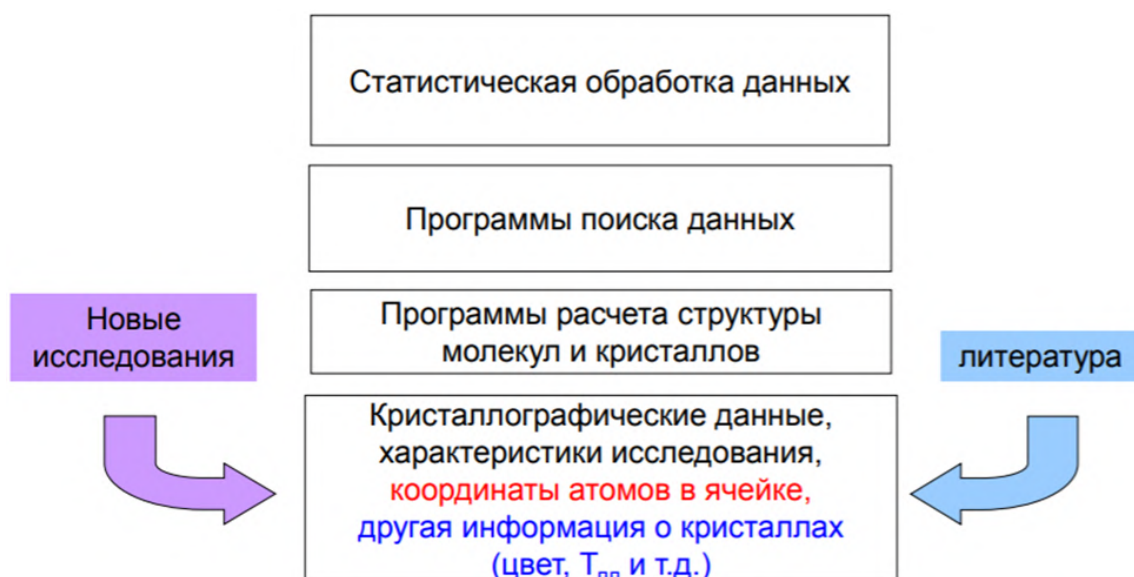 Статистическая обработка данных
Программы поиска данных
Новые
исследования
Программы расчета структуры
молекул и кристаллов
литература
Кристаллографические данные,
характеристики исследования,
координаты атомов в ячейке,
другая информация о кристаллах
(цвет, Tпл и т.д.)